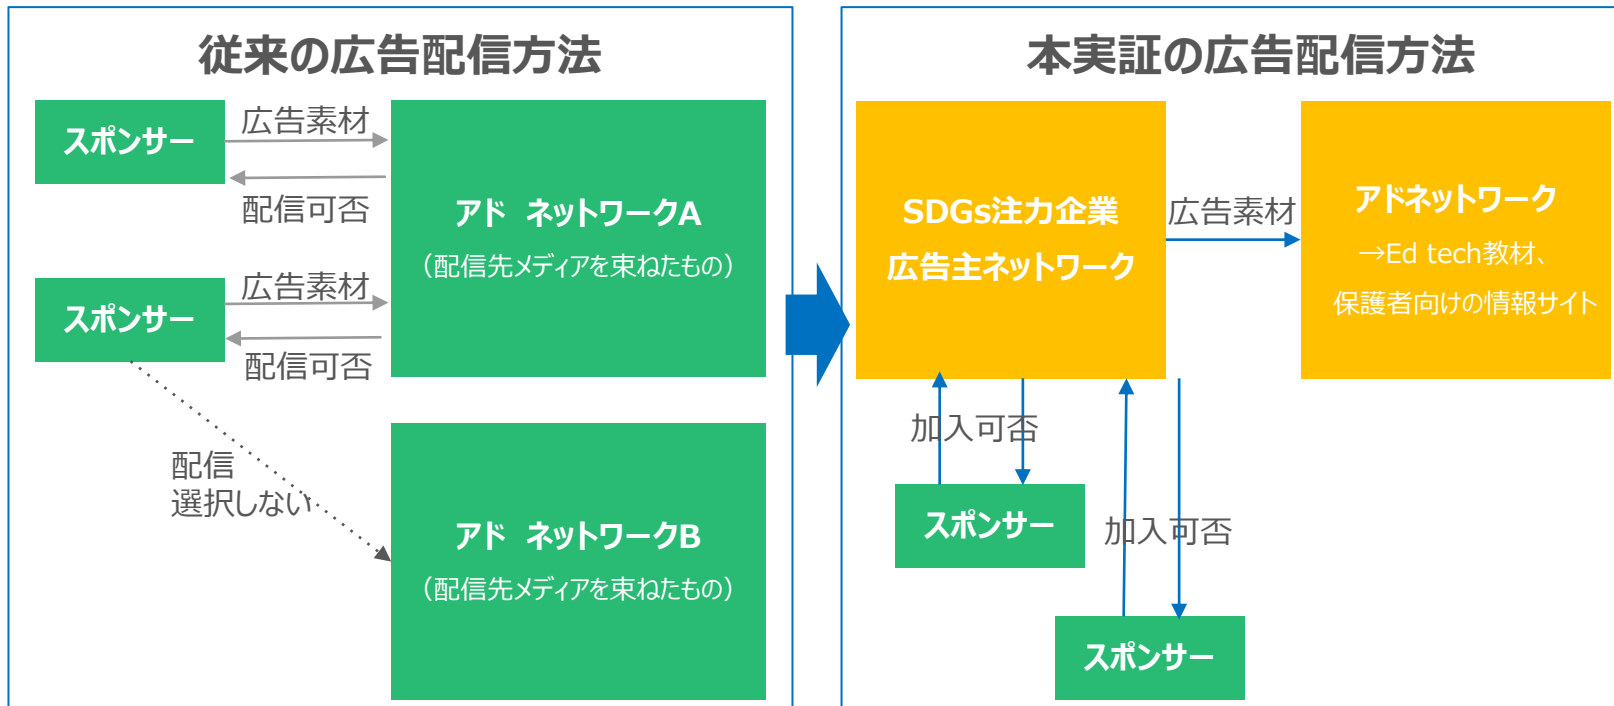 従来の広告配信方法
スポンサー
広告素材
配信可否
アド ネットワークA
（配信先メディアを束ねたもの）
スポンサー
広告素材
配信可否
配信
選択しない
アド ネットワークB
（配信先メディアを束ねたもの）
本実証の広告配信方法
SDGs注力企業
広告主ネットワーク
広告素材
アドネットワーク
→Ed tech教材、
保護者向けの情報サイト
加入可否
スポンサー
加入可否
スポンサー